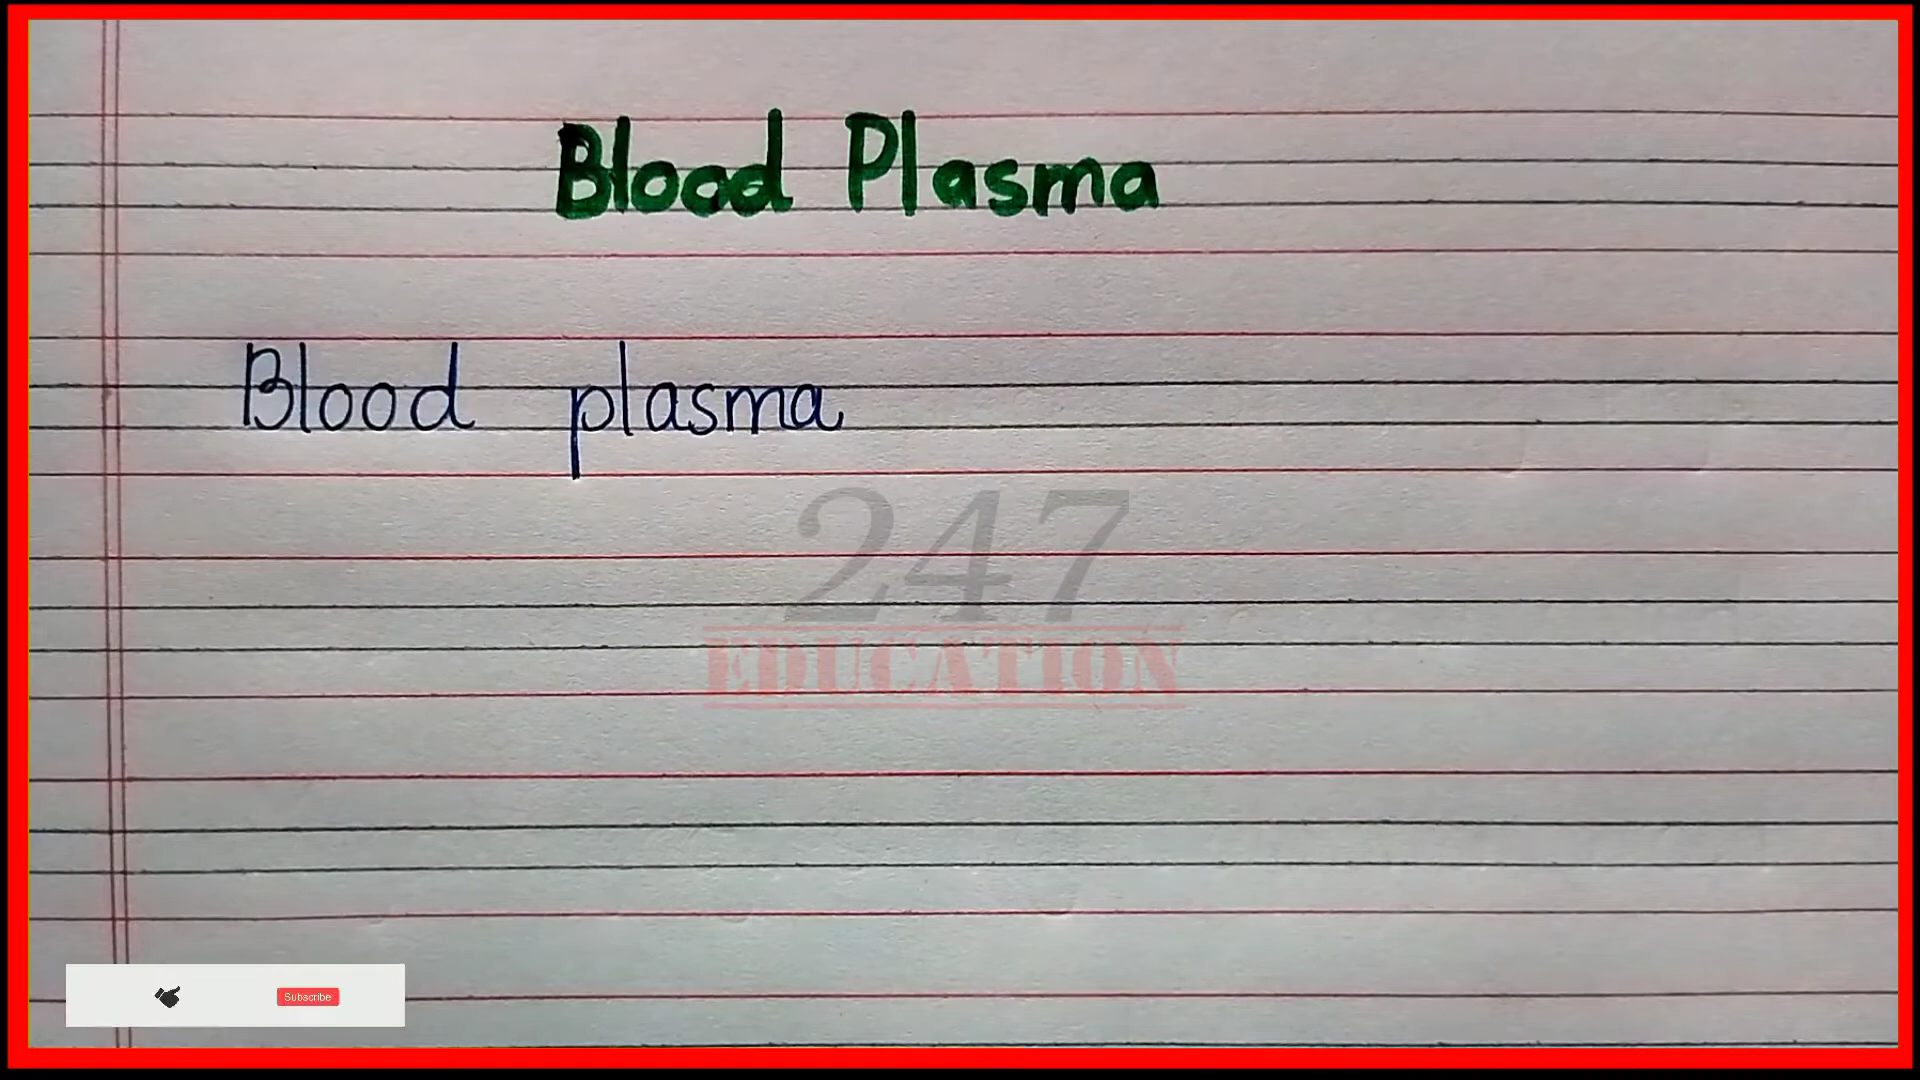 Blood Plasma
Blood plasma
247
EDUCATION
Subscribe